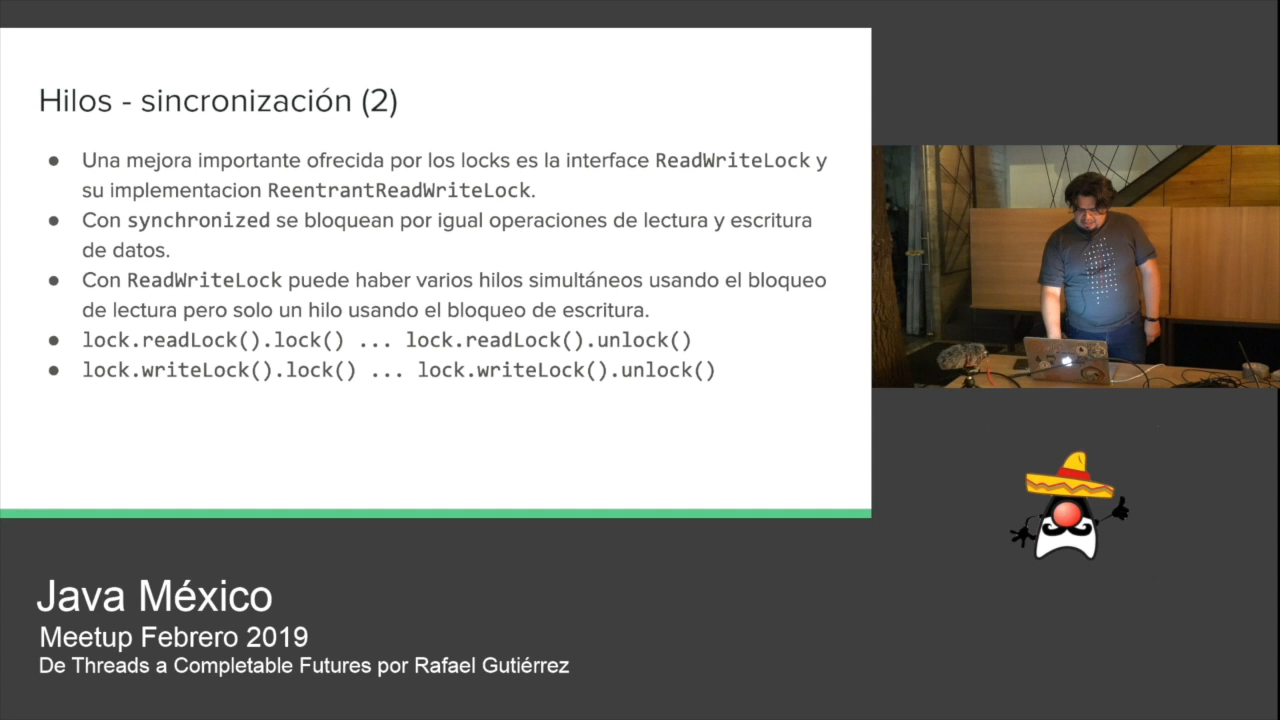 Hilos - sincronización (2)
● Una mejora importante ofrecida por los locks es la interface ReadWriteLock y
su implementacion ReentrantReadWriteLock.
● Con synchronized se bloquean por igual operaciones de lectura y escritura
de datos.
● Con ReadWriteLock puede haber varios hilos simultáneos usando el bloqueo
de lectura pero solo un hilo usando el bloqueo de escritura.
● lock.readLock().lock() ... lock.readLock().unlock()
● lock.writeLock().lock() ... lock.writeLock().unlock()
Java México
Meetup Febrero 2019
De Threads a Completable Futures por Rafael Gutiérrez